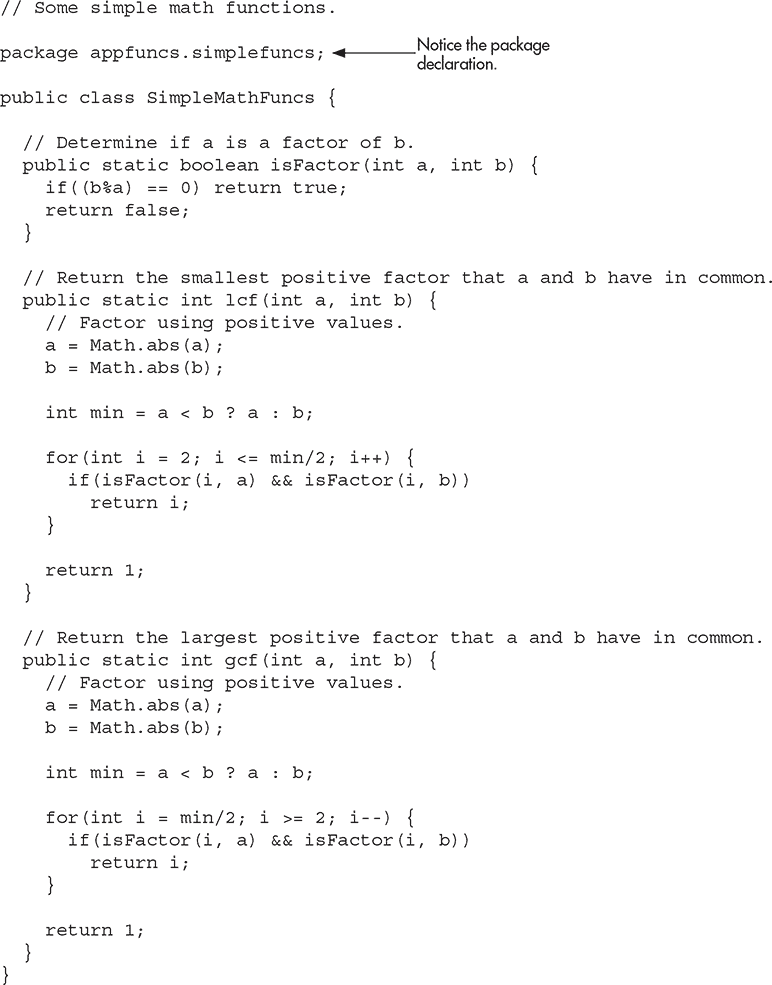 // Some simple math functions.
package appfuncs.simplefuncs;
Notice the package
declaration.
public class SimpleMathFuncs {
  // Determine if a is a factor of b.
  public static boolean isFactor(int a, int b) {
    if((b%a) == 0) return true;
    return false;
  }
  // Return the smallest positive factor that a and b have in common.
  public static int lcf(int a, int b) {
    // Factor using positive values.
    a = Math.abs(a);
    b = Math.abs(b);
    int min = a < b ? a : b;
    for(int i = 2; i <= min/2; i++) {
      if(isFactor(i, a) && isFactor(i, b))
        return i;
    }
    return 1;
  }
  // Return the largest positive factor that a and b have in common.
  public static int gcf(int a, int b) {
    // Factor using positive values.
    a = Math.abs(a);
    b = Math.abs(b);
    int min = a < b ? a : b;
    for(int i = min/2; i >= 2; i--) {
      if(isFactor(i, a) && isFactor(i, b))
        return i;
    }
    return 1;
  }
}